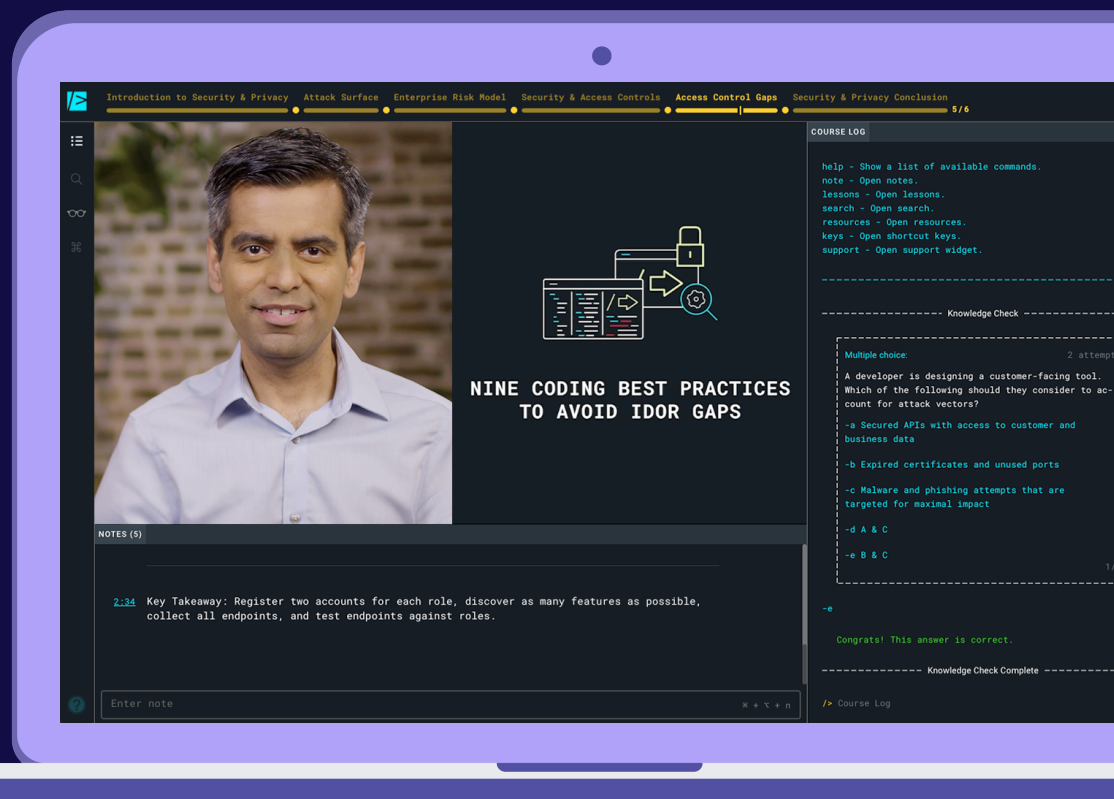 Introduction to Security & Privacy
Attack Surface
Enterprise Risk Model
Security & Access Controls
Access Control Gaps
Security & Privacy Conclusion
5/6
NINE CODING BEST PRACTICES
TO AVOID IDOR GAPS
NOTES (5)
2:34 Key Takeaway: Register two accounts for each role, discover as many features as possible,
collect all endpoints, and test endpoints against roles.
Enter note
⌘ + ⌥ + n
COURSE LOG
help - Show a list of available commands.
note - Open notes.
lessons - Open lessons.
search - Open search.
resources - Open resources.
keys - Open shortcut keys.
support - Open support widget.
Knowledge Check
Multiple choice: 2 attempt
A developer is designing a customer-facing tool.
Which of the following should they consider to ac-
count for attack vectors?
-a Secured APIs with access to customer and
business data
-b Expired certificates and unused ports
-c Malware and phishing attempts that are
targeted for maximal impact
-d A & C
-e B & C
1/
-e
Congrats! This answer is correct.
Knowledge Check Complete
/> Course Log